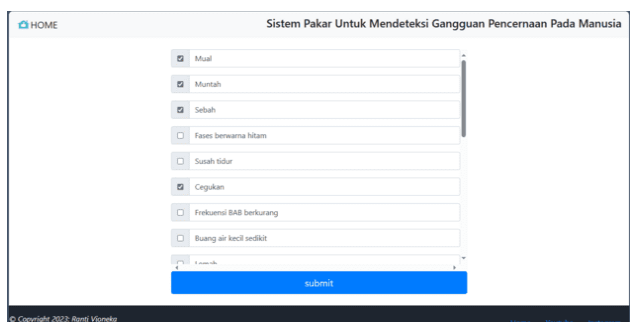 HOME
Sistem Pakar Untuk Mendeteksi Gangguan Pencernaan Pada Manusia
Mual
Muntah
Sebah
Fases berwarna hitam
Susah tidur
Cegukan
Frekuensi BAB berkurang
Buang air kecil sedikit
Lemah
submit
© Copyright 2023: Ranti Vioneka